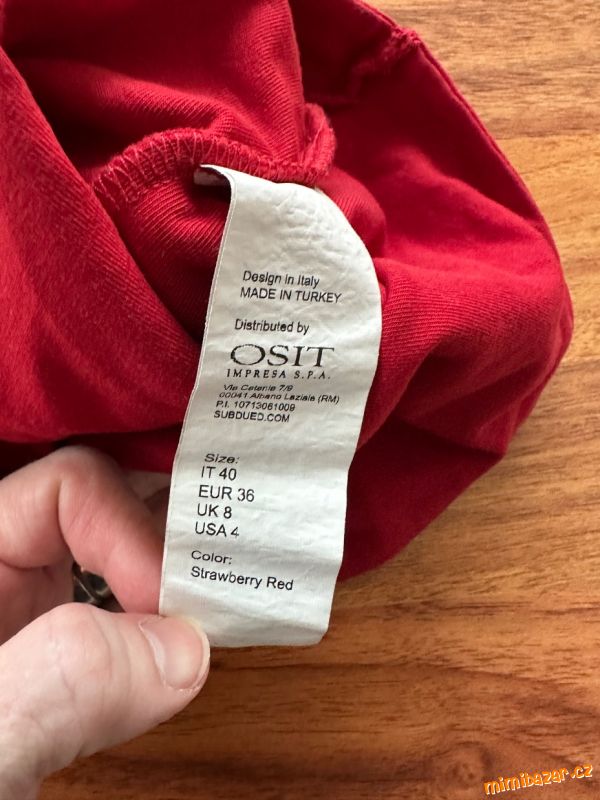 Design in Italy
MADE IN TURKEY
Distributed by
OSIT
IMPRESA S.P.A.
Via Catania 7/9
00041 Albano Laziale (RM)
P.I. 10713061009
SUBDUED.COM
Size:
IT 40
EUR 36
UK 8
USA 4
Color:
Strawberry Red
mimibazar.cz